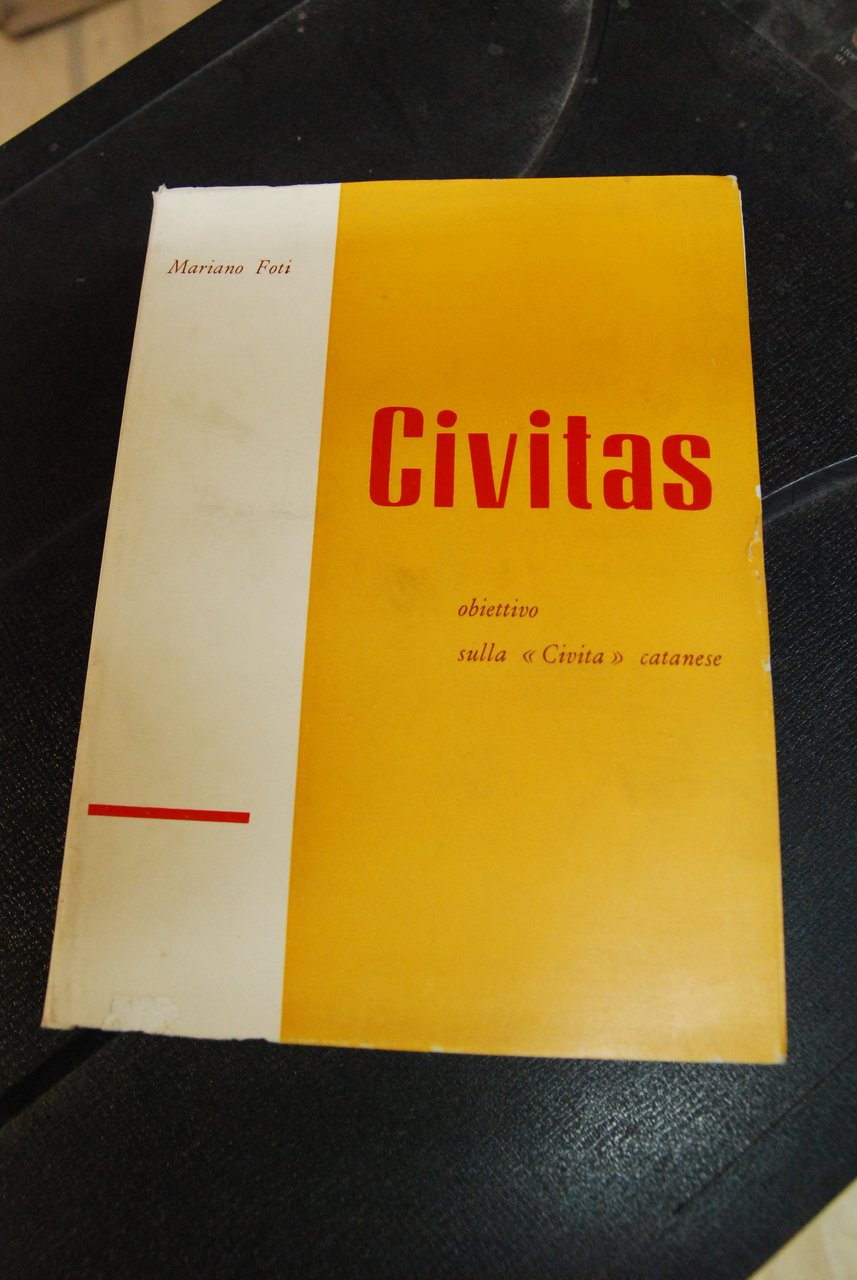 Mariano Foti
Civitas
obiettivo
sulla « Civita » catanese